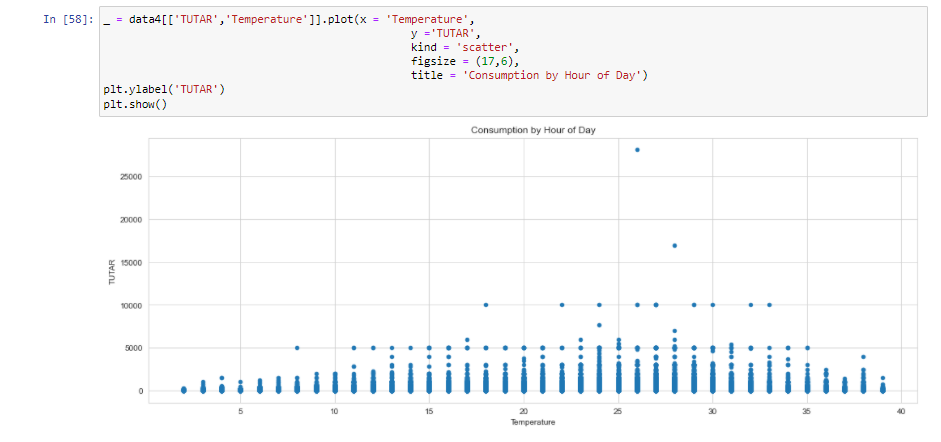 In [58]: _ = data4[['TUTAR','Temperature']].plot(x = 'Temperature',
y ='TUTAR',
kind = 'scatter',
figsize = (17,6),
title = 'Consumption by Hour of Day')
plt.ylabel('TUTAR')
plt.show()
Consumption by Hour of Day
25000
20000
15000
10000
5000
0
TUTAR
5 10 15 20 25 30 35 40
Temperature